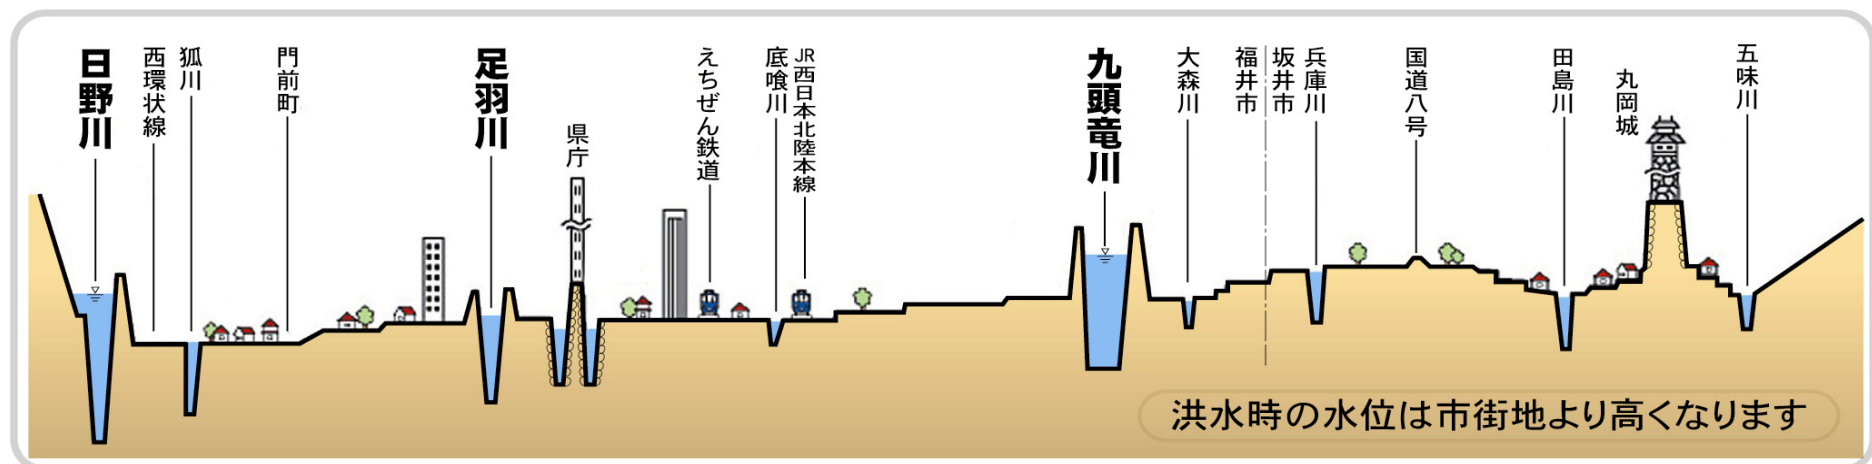 日野川
西環状線
狐川
門前町
足羽川
県庁
えちぜん鉄道
底喰川
JR西日本北陸本線
九頭竜川
大森川
福井市
坂井市
兵庫川
国道八号
田島川
丸岡城
五味川
洪水時の水位は市街地より高くなります